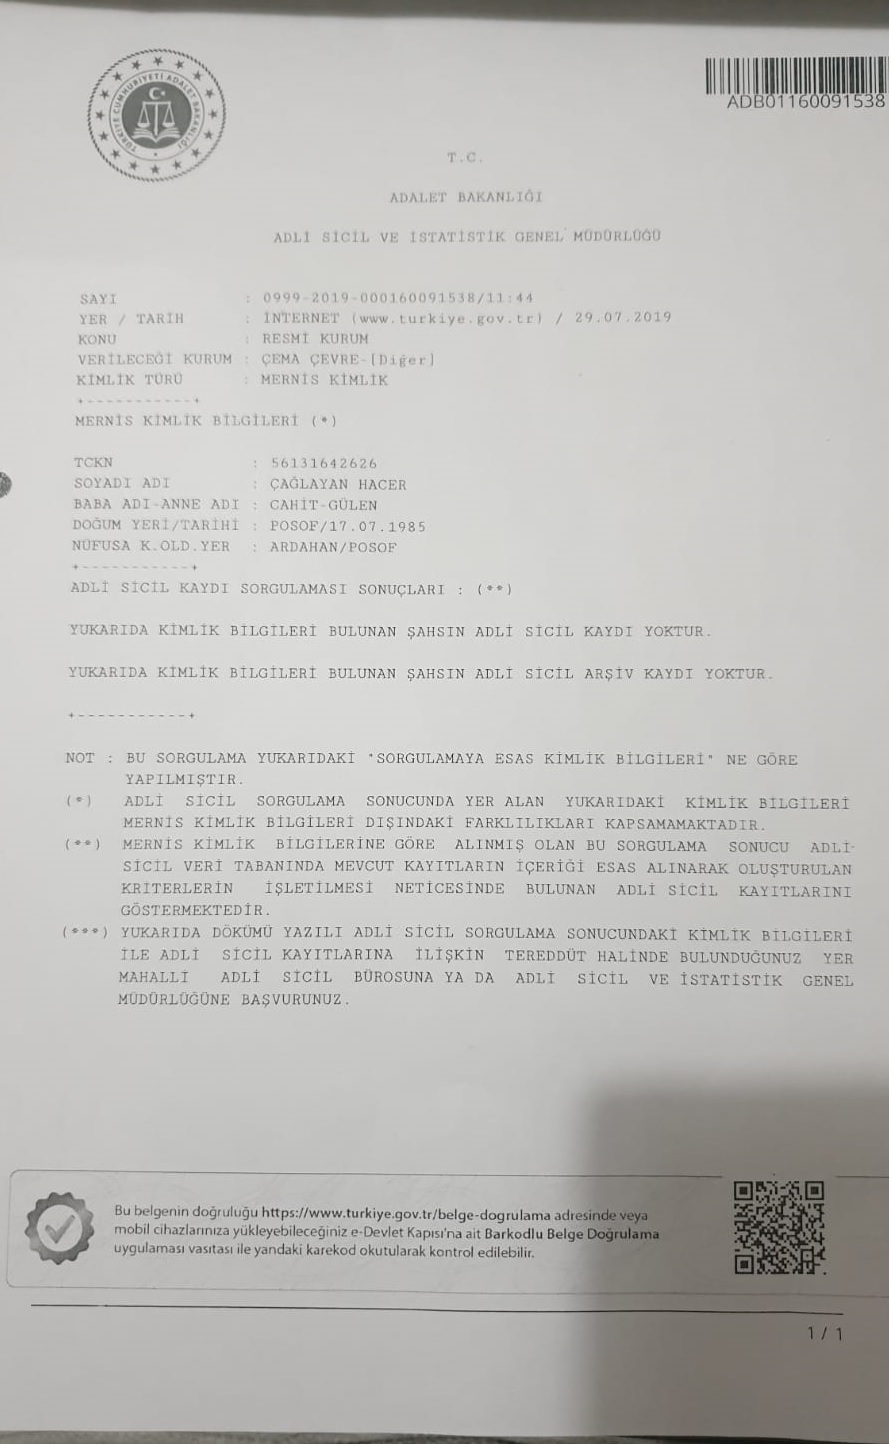 TÜRKİYE CUMHURİYETİ ADALET BAKANLIĞI
ADB01160091538
T.C.
ADALET BAKANLIĞI
ADLİ SİCİL VE İSTATİSTİK GENEL MÜDÜRLÜĞÜ
SAYI : 0999-2019-000160091538/11:44
YER / TARİH : İNTERNET (www.turkiye.gov.tr) / 29.07.2019
KONU : RESMİ KURUM
VERİLECEĞİ KURUM : ÇEMA ÇEVRE-[Diğer]
KİMLİK TÜRÜ : MERNİS KİMLİK
+-----------+
MERNİS KİMLİK BİLGİLERİ (*)
TCKN : 56131642626
SOYADI ADI : ÇAĞLAYAN HACER
BABA ADI-ANNE ADI : CAHİT-GÜLEN
DOĞUM YERİ/TARİHİ : POSOF/17.07.1985
NÜFUSA K.OLD.YER : ARDAHAN/POSOF
+-----------+
ADLİ SİCİL KAYDI SORGULAMASI SONUÇLARI : (**)
YUKARIDA KİMLİK BİLGİLERİ BULUNAN ŞAHSIN ADLİ SİCİL KAYDI YOKTUR.
YUKARIDA KİMLİK BİLGİLERİ BULUNAN ŞAHSIN ADLİ SİCİL ARŞİV KAYDI YOKTUR.
+-----------+
NOT : BU SORGULAMA YUKARIDAKİ "SORGULAMAYA ESAS KİMLİK BİLGİLERİ" NE GÖRE
YAPILMIŞTIR.
(*) ADLİ SİCİL SORGULAMA SONUCUNDA YER ALAN YUKARIDAKİ KİMLİK BİLGİLERİ
MERNİS KİMLİK BİLGİLERİ DIŞINDAKİ FARKLILIKLARI KAPSAMAMAKTADIR.
(**) MERNİS KİMLİK BİLGİLERİNE GÖRE ALINMIŞ OLAN BU SORGULAMA SONUCU ADLİ-
SİCİL VERİ TABANINDA MEVCUT KAYITLARIN İÇERİĞİ ESAS ALINARAK OLUŞTURULAN
KRİTERLERİN İŞLETİLMESİ NETİCESİNDE BULUNAN ADLİ SİCİL KAYITLARINI
GÖSTERMEKTEDİR.
(***) YUKARIDA DÖKÜMÜ YAZILI ADLİ SİCİL SORGULAMA SONUCUNDAKİ KİMLİK BİLGİLERİ
İLE ADLİ SİCİL KAYITLARINA İLİŞKİN TEREDDÜT HALİNDE BULUNDUĞUNUZ YER
MAHALLİ ADLİ SİCİL BÜROSUNA YA DA ADLİ SİCİL VE İSTATİSTİK GENEL
MÜDÜRLÜĞÜNE BAŞVURUNUZ.
Bu belgenin doğruluğu https://www.turkiye.gov.tr/belge-dogrulama adresinde veya
mobil cihazlarınıza yükleyebileceğiniz e-Devlet Kapısı'na ait Barkodlu Belge Doğrulama
uygulaması vasıtası ile yandaki karekod okutularak kontrol edilebilir.
1 / 1